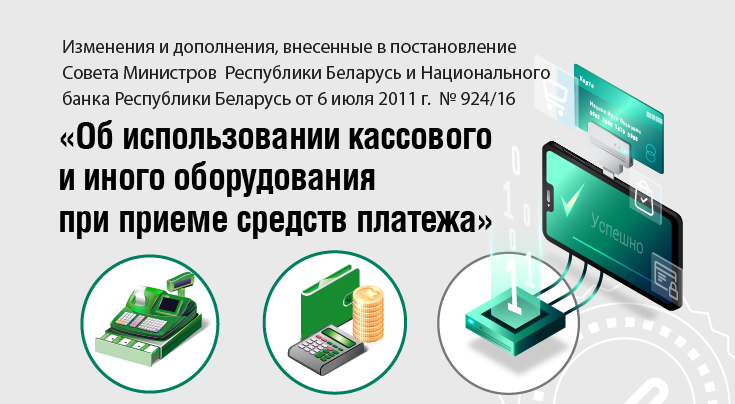 Изменения и дополнения, внесенные в постановление
Совета Министров Республики Беларусь и Национального
банка Республики Беларусь от 6 июля 2011 г. № 924/16
«Об использовании кассового
и иного оборудования
при приеме средств платежа»
Карта
Успешно